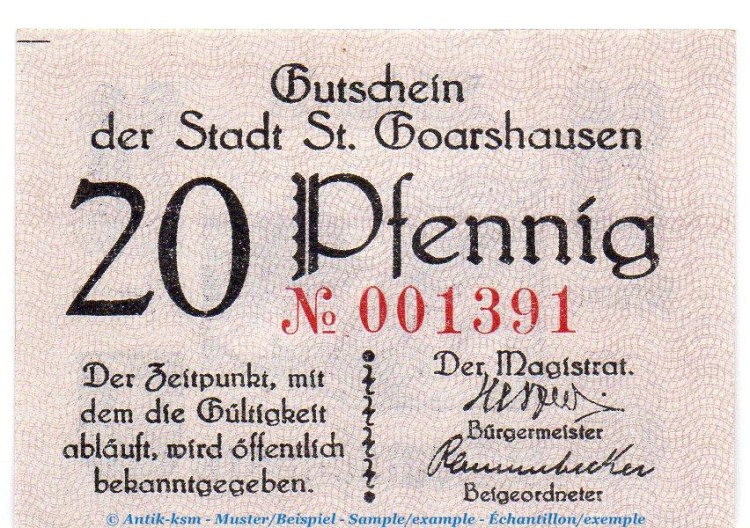 Gutschein
der Stadt St. Goarshausen
20 Pfennig
№ 001391
Der Zeitpunkt, mit
dem die Gültigkeit
abläuft, wird öffentlich
bekanntgegeben.
Der Magistrat.
Bürgermeister
Beigeordneter
© Antik-ksm - Muster/Beispiel - Sample/example - Échantillon/exemple